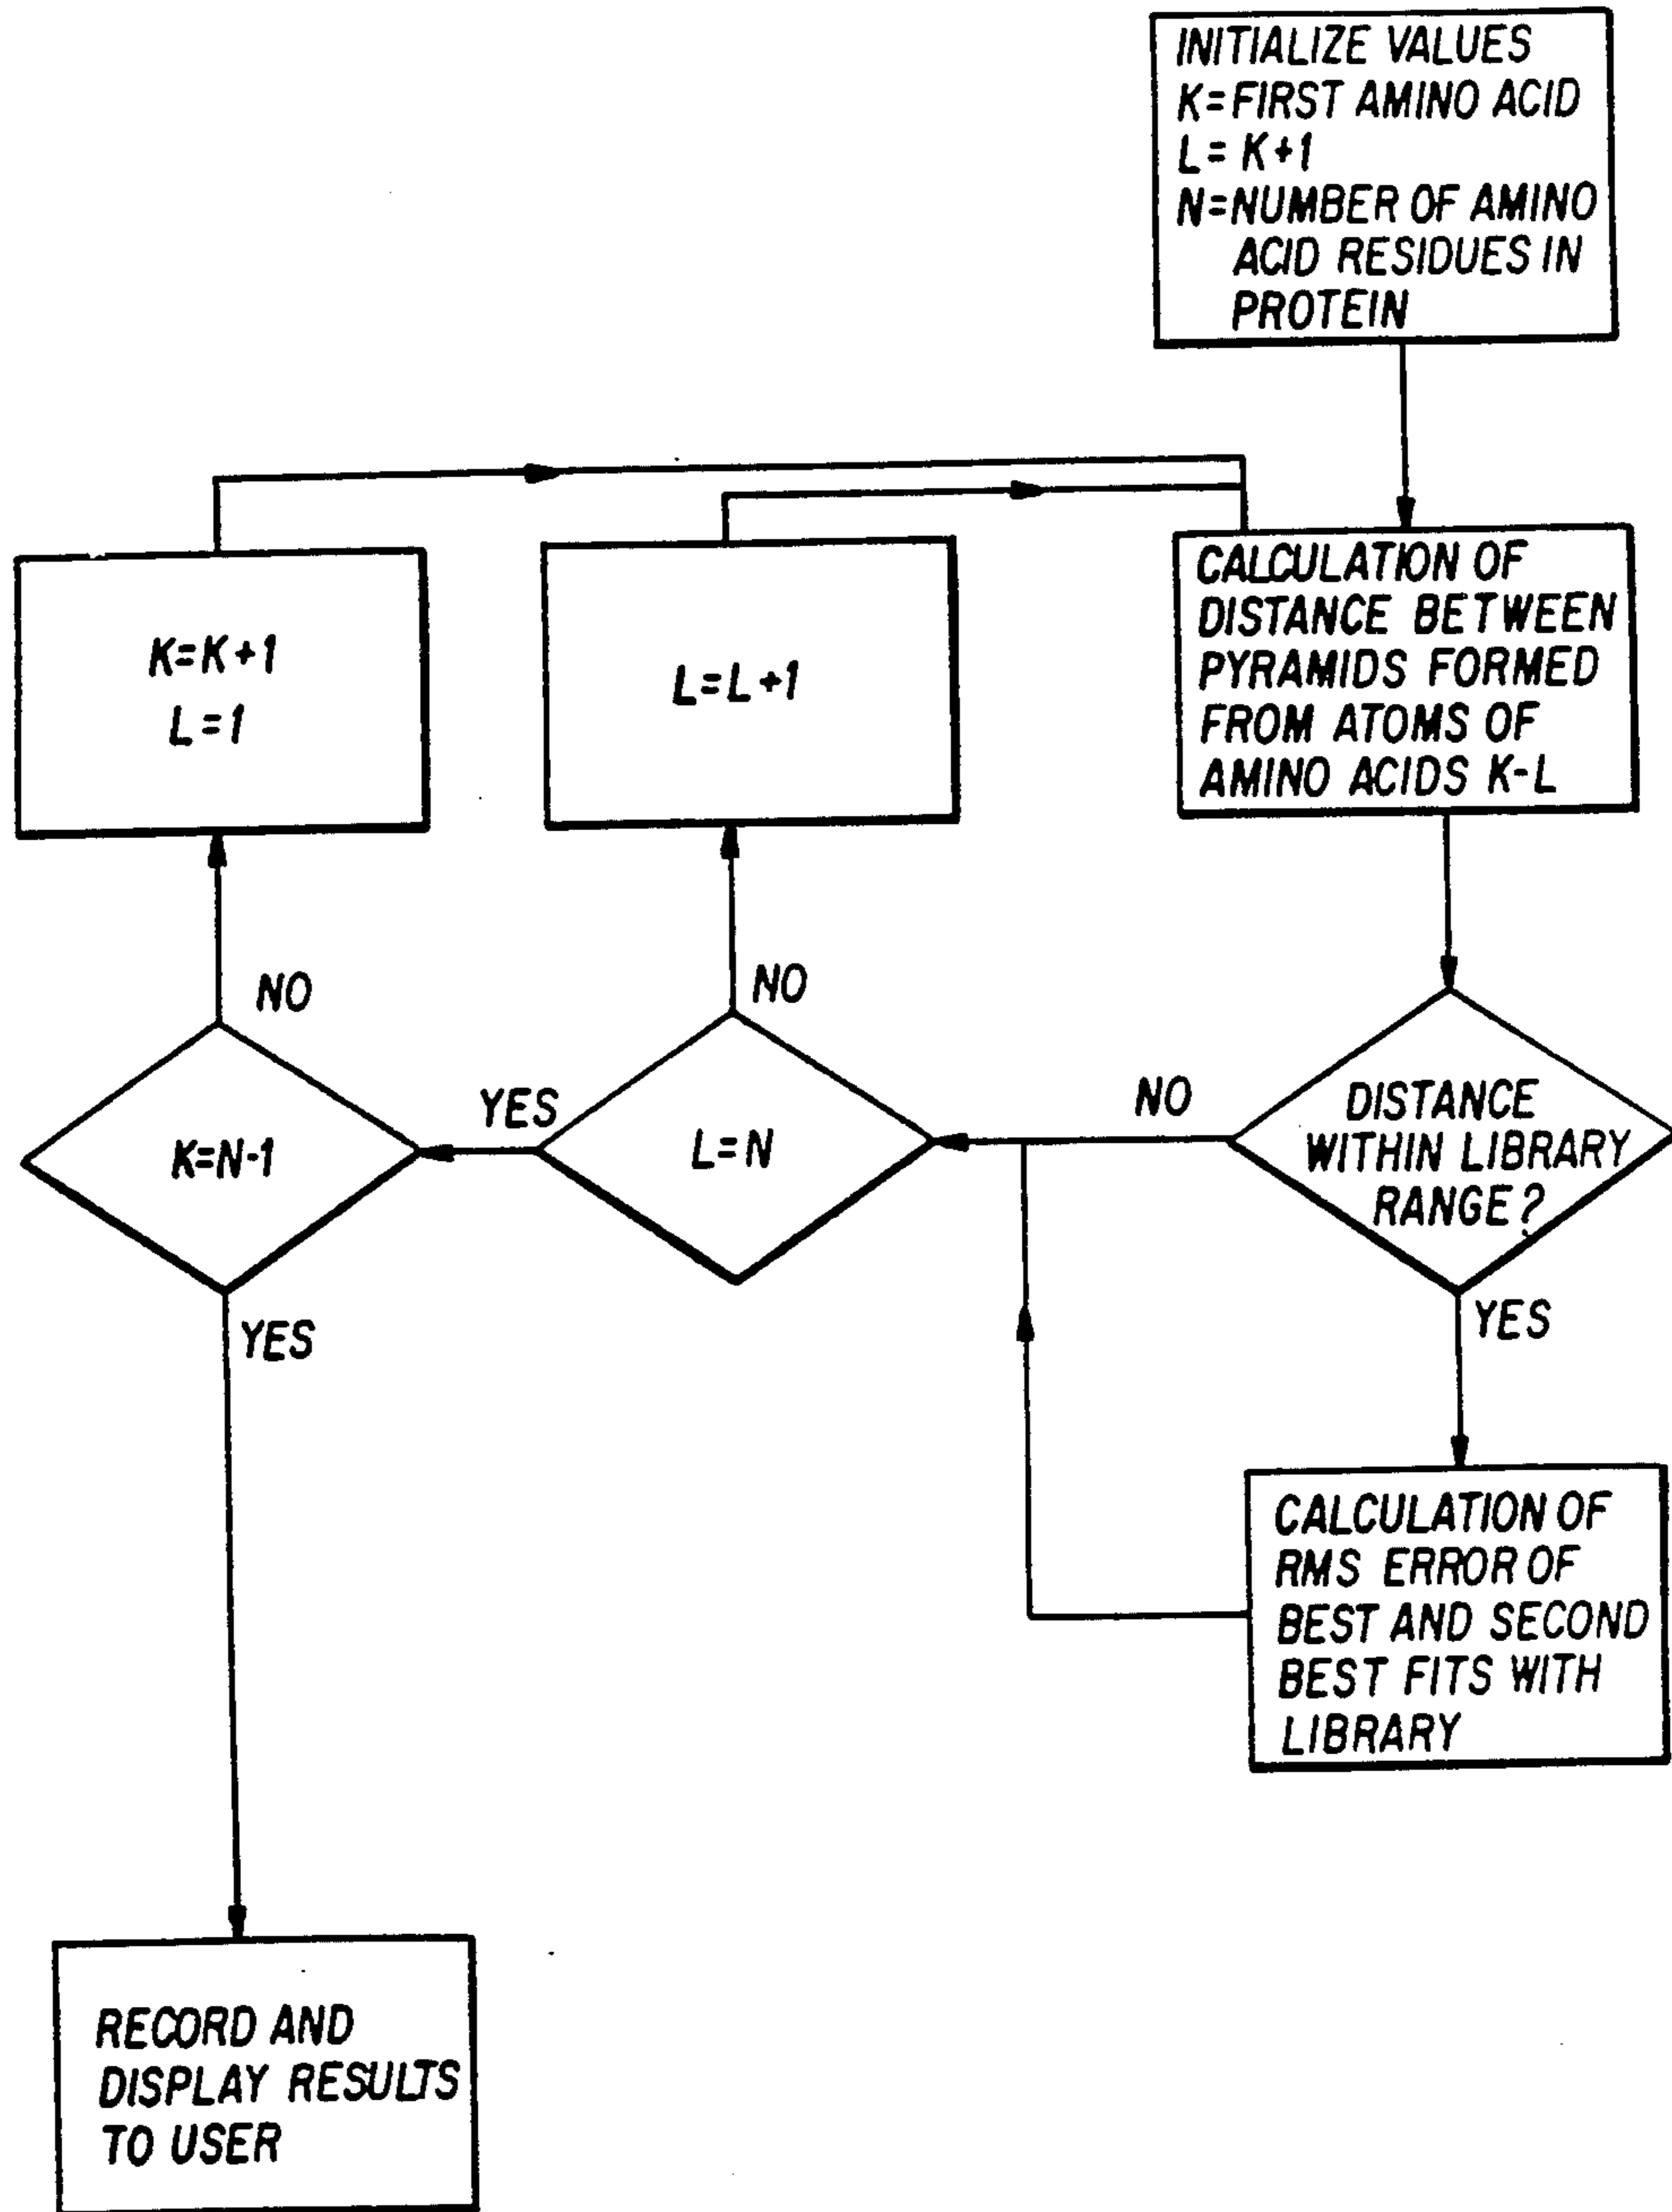 INITIALIZE VALUES
K=FIRST AMINO ACID
L= K+1
N=NUMBER OF AMINO
ACID RESIDUES IN
PROTEIN
K=K+1
L=1
L=L+1
CALCULATION OF
DISTANCE BETWEEN
PYRAMIDS FORMED
FROM ATOMS OF
AMINO ACIDS K-L
NO
NO
K=N-1
YES
L=N
NO
DISTANCE
WITHIN LIBRARY
RANGE?
YES
YES
CALCULATION OF
RMS ERROR OF
BEST AND SECOND
BEST FITS WITH
LIBRARY
RECORD AND
DISPLAY RESULTS
TO USER